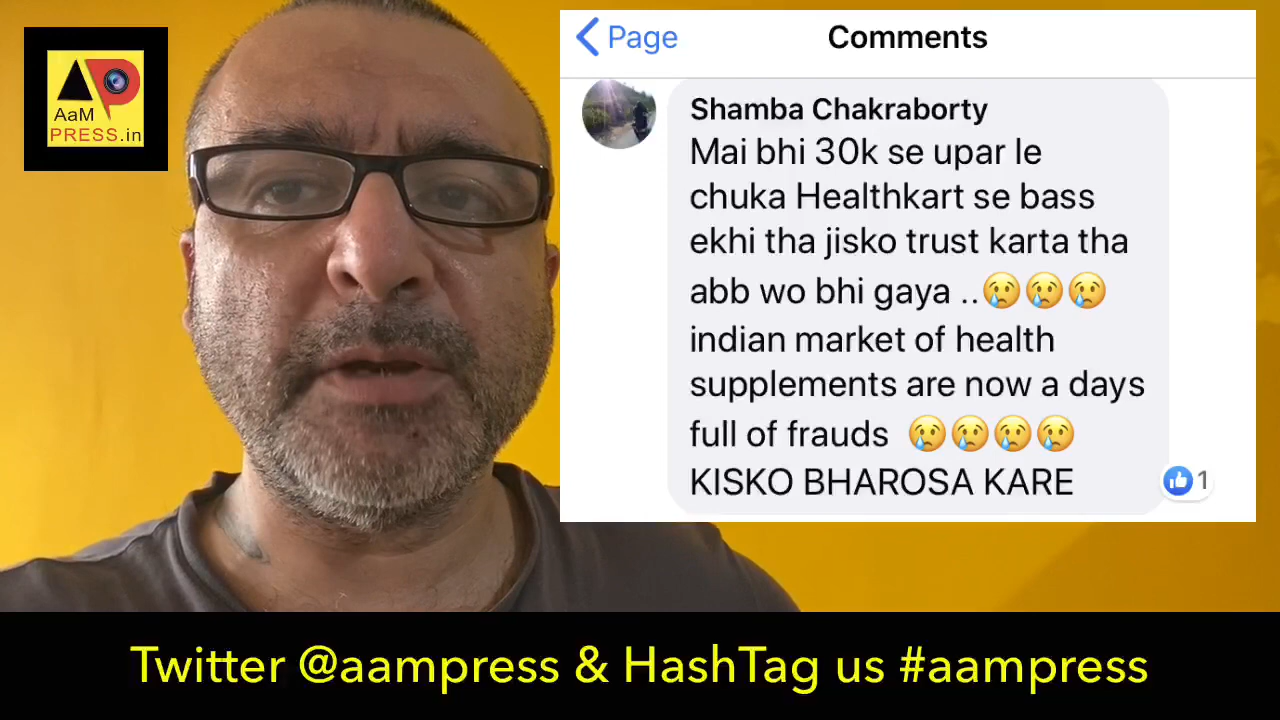 AP
AaM
PRESS.in
Page
Comments
Shamba Chakraborty
Mai bhi 30k se upar le
chuka Healthkart se bass
ekhi tha jisko trust karta tha
abb wo bhi gaya ..😢😢😢
indian market of health
supplements are now a days
full of frauds 😢😢😢😢
KISKO BHAROSA KARE
1
Twitter @aampress & HashTag us #aampress